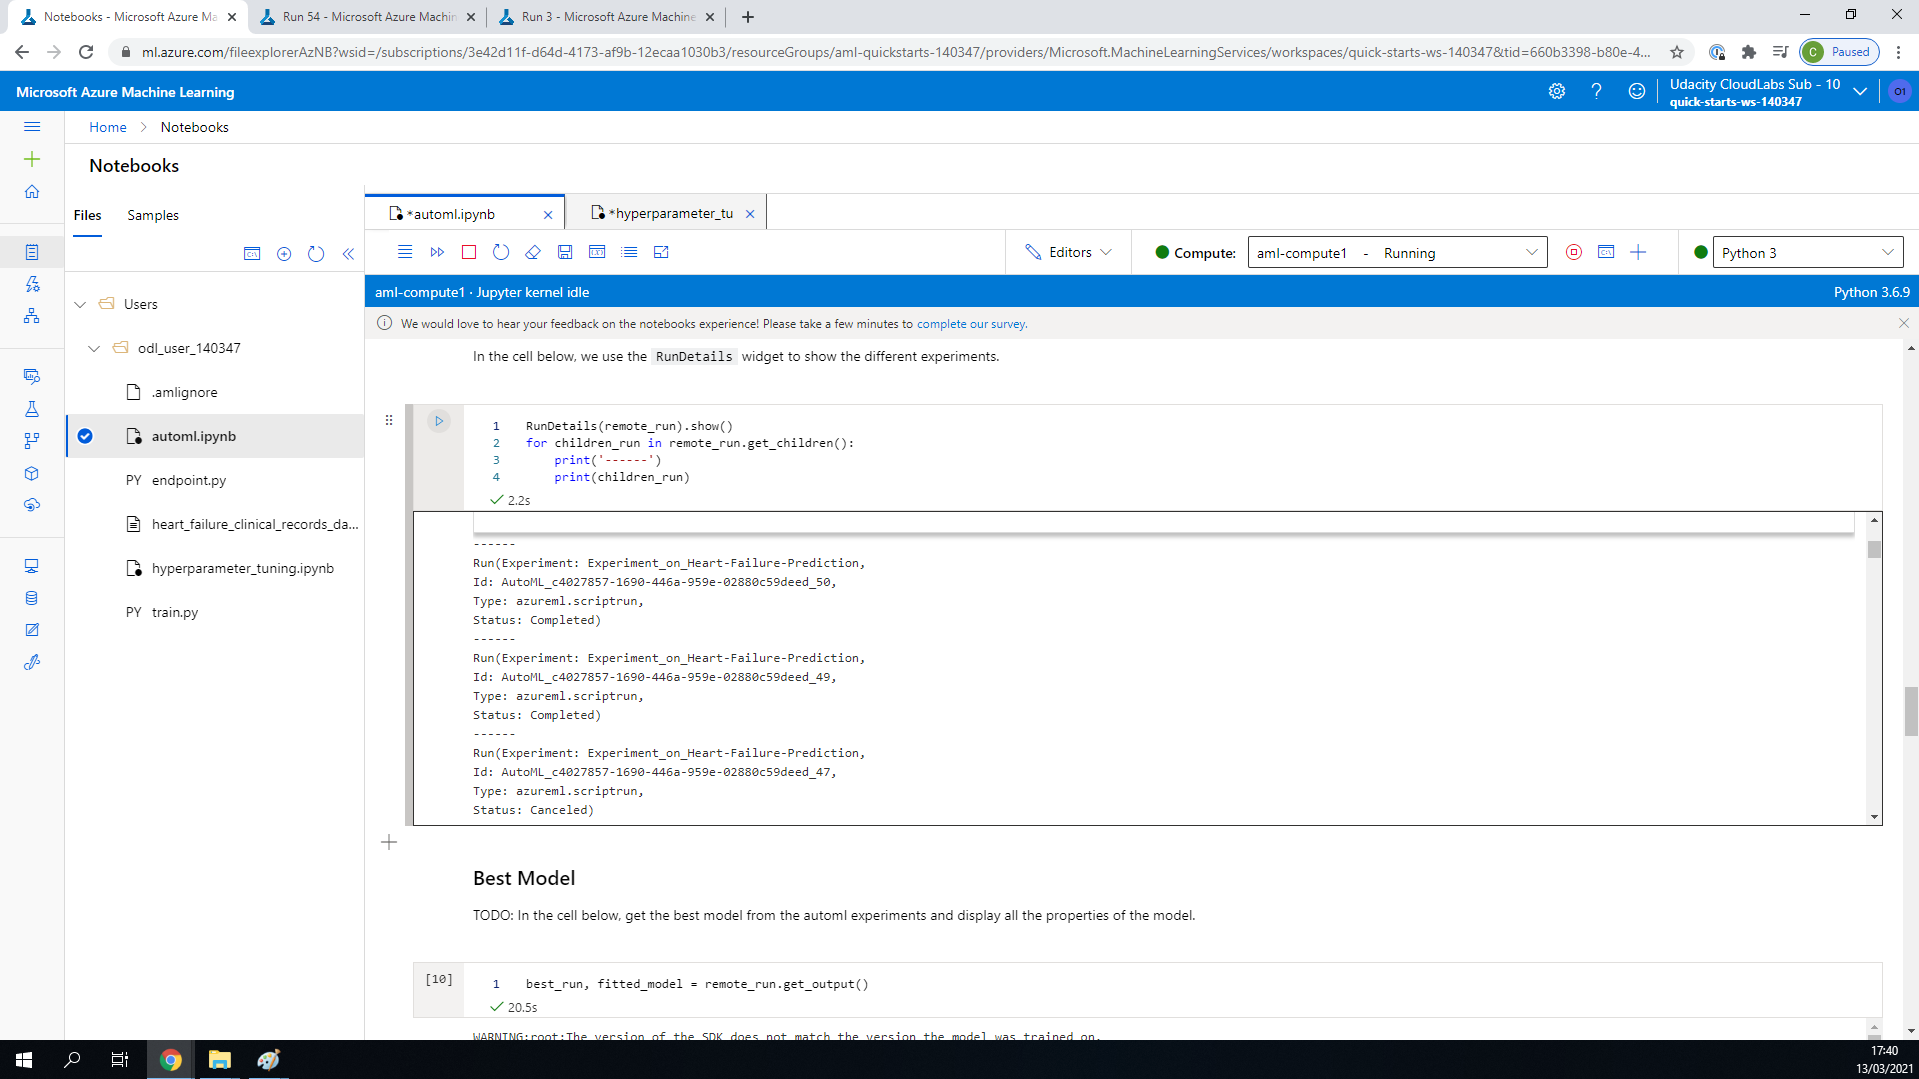 Notebooks - Microsoft Azure Ma
Run 54 - Microsoft Azure Machin
Run 3 - Microsoft Azure Machine
ml.azure.com/fileexplorerAzNB?wsid=/subscriptions/3e42d11f-d64d-4173-af9b-12ecaa1030b3/resourceGroups/aml-quickstarts-140347/providers/Microsoft.MachineLearningServices/workspaces/quick-starts-ws-140347&tid=660b3398-b80e-4...
C Paused
Microsoft Azure Machine Learning
Udacity CloudLabs Sub - 10
quick-starts-ws-140347
O1
Home > Notebooks
Notebooks
Files Samples
*automl.ipynb
*hyperparameter_tu
Editors
Compute: aml-compute1 - Running
Python 3
aml-compute1 · Jupyter kernel idle
Python 3.6.9
We would love to hear your feedback on the notebooks experience! Please take a few minutes to complete our survey.
Users
odl_user_140347
.amlignore
automl.ipynb
PY endpoint.py
heart_failure_clinical_records_da...
hyperparameter_tuning.ipynb
PY train.py
In the cell below, we use the RunDetails widget to show the different experiments.
1 RunDetails(remote_run).show()
2 for children_run in remote_run.get_children():
3 print('------')
4 print(children_run)
2.2s
------
Run(Experiment: Experiment_on_Heart-Failure-Prediction,
Id: AutoML_c4027857-1690-446a-959e-02880c59deed_50,
Type: azureml.scriptrun,
Status: Completed)
------
Run(Experiment: Experiment_on_Heart-Failure-Prediction,
Id: AutoML_c4027857-1690-446a-959e-02880c59deed_49,
Type: azureml.scriptrun,
Status: Completed)
------
Run(Experiment: Experiment_on_Heart-Failure-Prediction,
Id: AutoML_c4027857-1690-446a-959e-02880c59deed_47,
Type: azureml.scriptrun,
Status: Canceled)
Best Model
TODO: In the cell below, get the best model from the automl experiments and display all the properties of the model.
[10]
1 best_run, fitted_model = remote_run.get_output()
20.5s
WARNING:root:The version of the SDK does not match the version the model was trained on.
17:40
13/03/2021